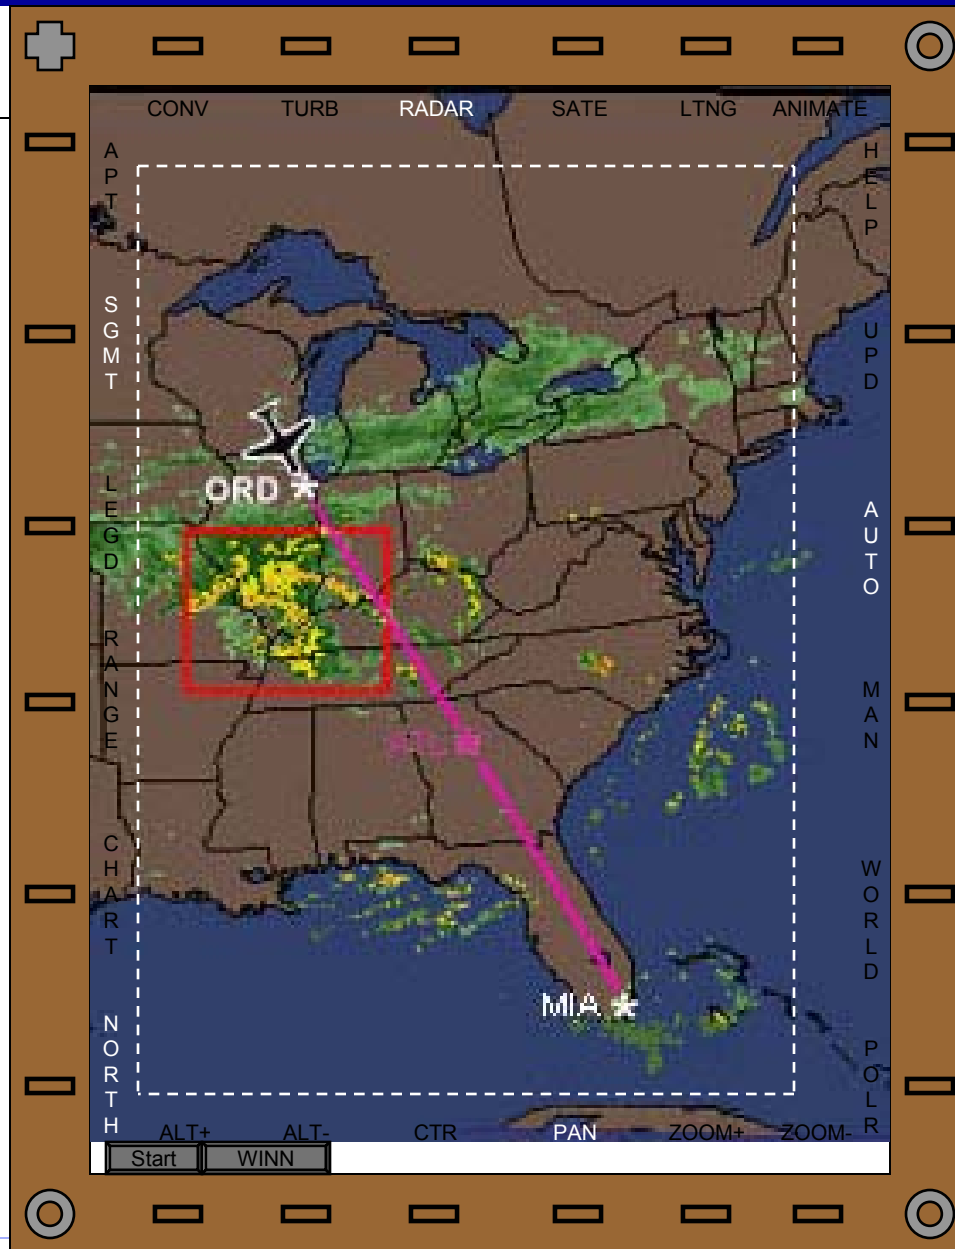 CONV TURB RADAR SATE LTNG ANIMATE
APT
SGMT
LEGD
RANGE
CHART
NORTH
HELP
UPD
AUTO
MAN
WORLD
POLR
ORD
MIA
ALT+ ALT- CTR PAN ZOOM+ ZOOM-
Start WINN